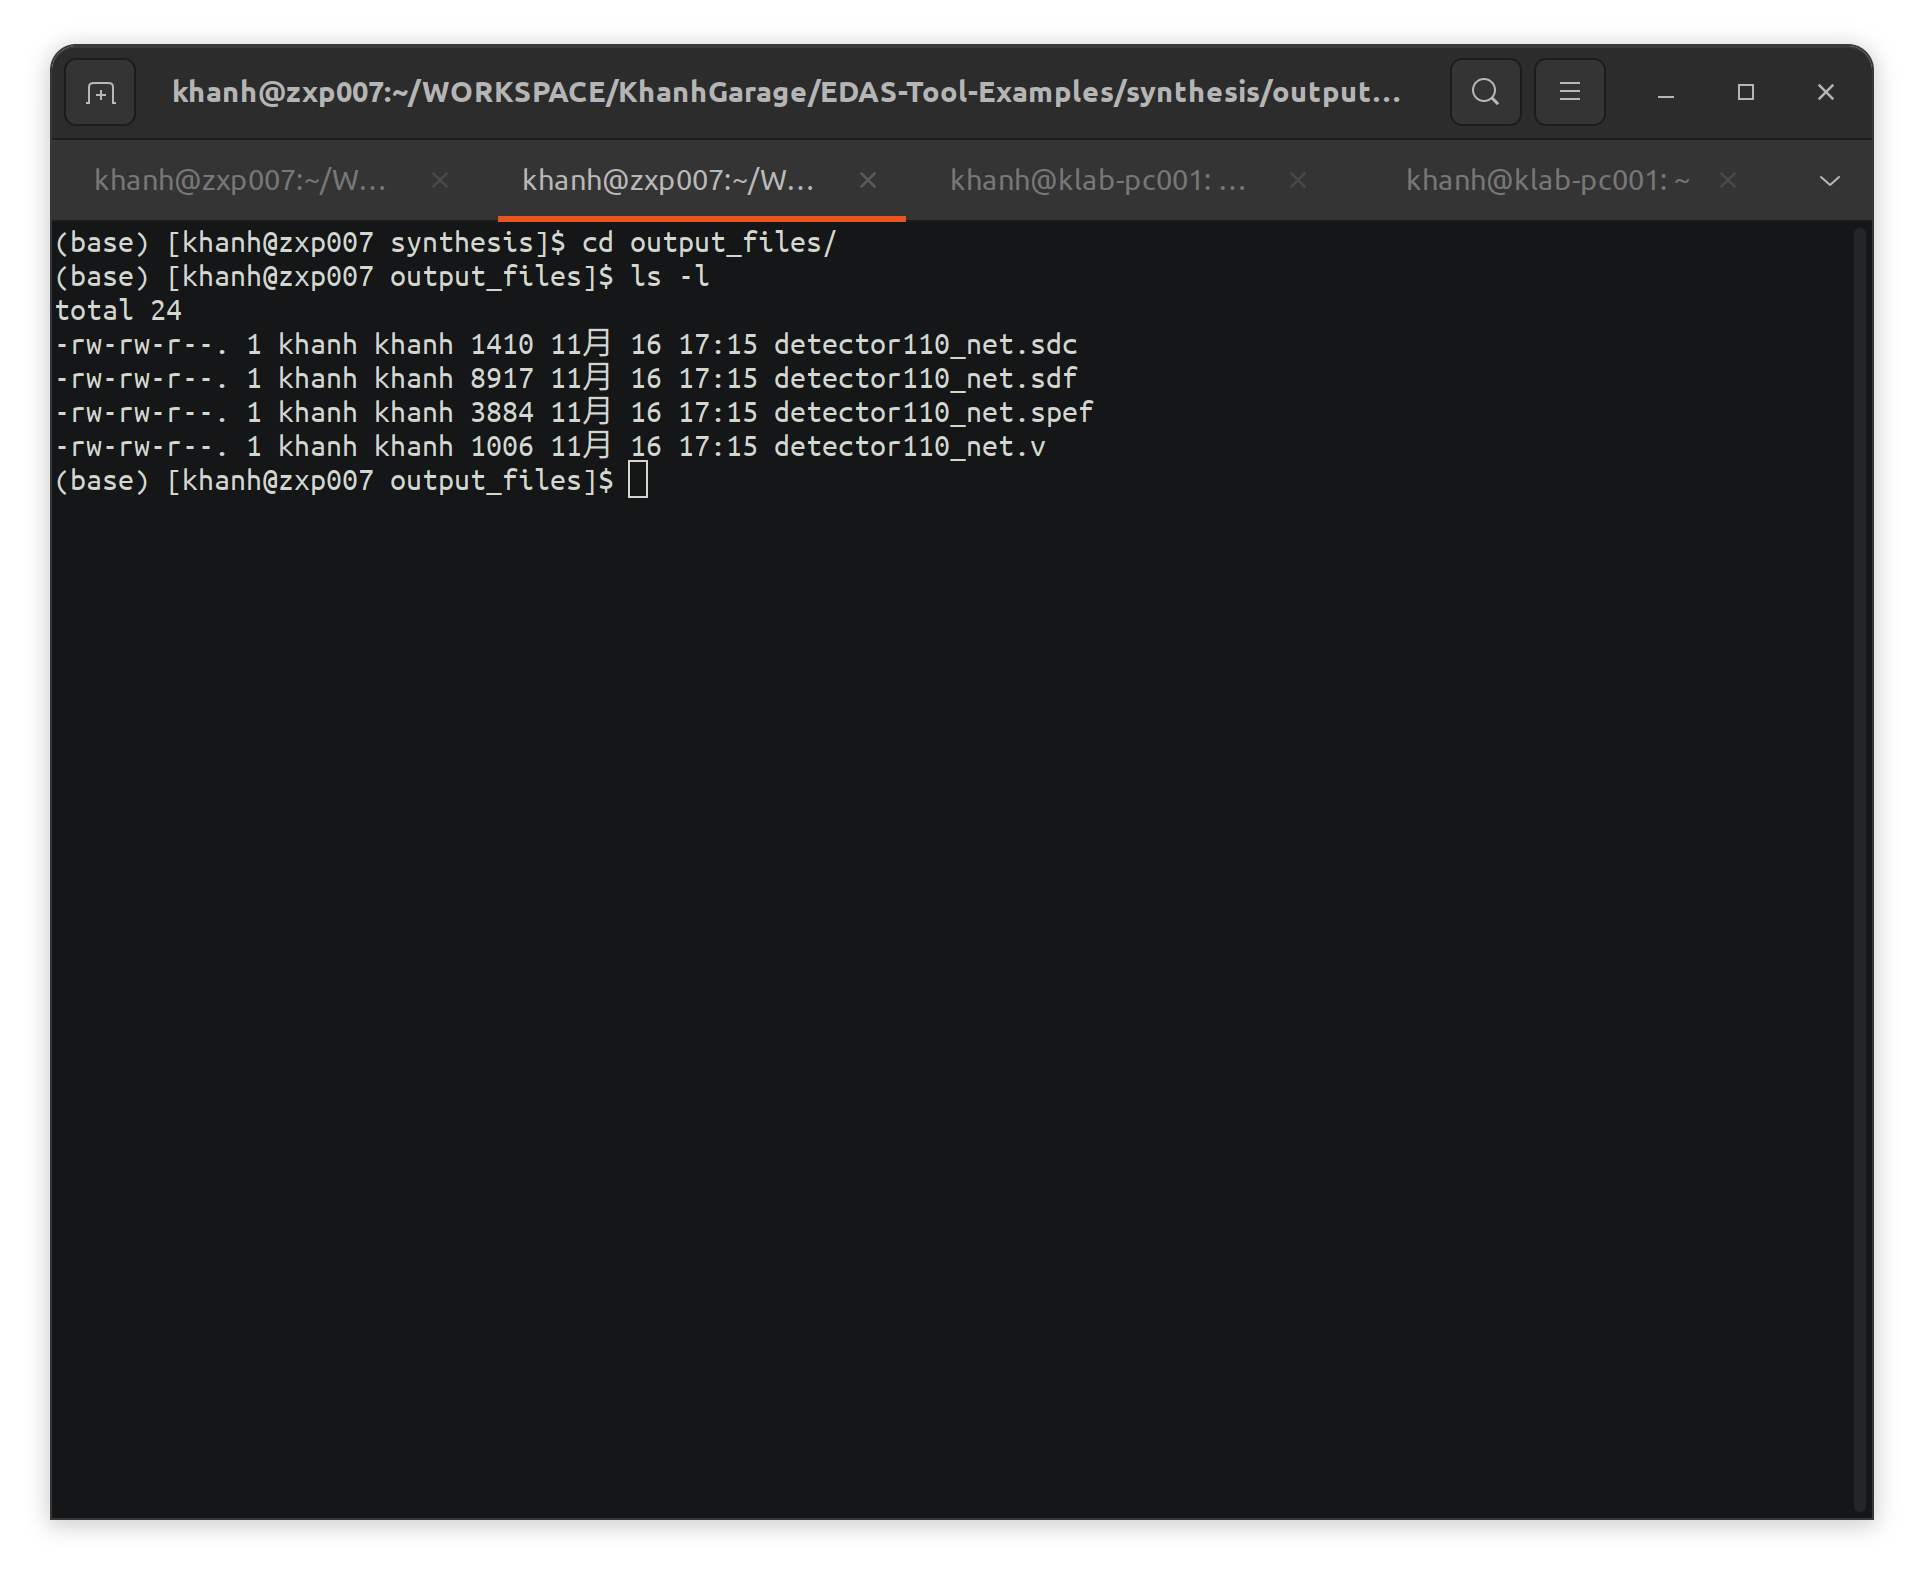 khanh@zxp007:~/WORKSPACE/KhanhGarage/EDAS-Tool-Examples/synthesis/output...
khanh@zxp007:~/W... khanh@zxp007:~/W... khanh@klab-pc001: ... khanh@klab-pc001: ~
(base) [khanh@zxp007 synthesis]$ cd output_files/
(base) [khanh@zxp007 output_files]$ ls -l
total 24
-rw-rw-r--. 1 khanh khanh 1410 11月 16 17:15 detector110_net.sdc
-rw-rw-r--. 1 khanh khanh 8917 11月 16 17:15 detector110_net.sdf
-rw-rw-r--. 1 khanh khanh 3884 11月 16 17:15 detector110_net.spef
-rw-rw-r--. 1 khanh khanh 1006 11月 16 17:15 detector110_net.v
(base) [khanh@zxp007 output_files]$